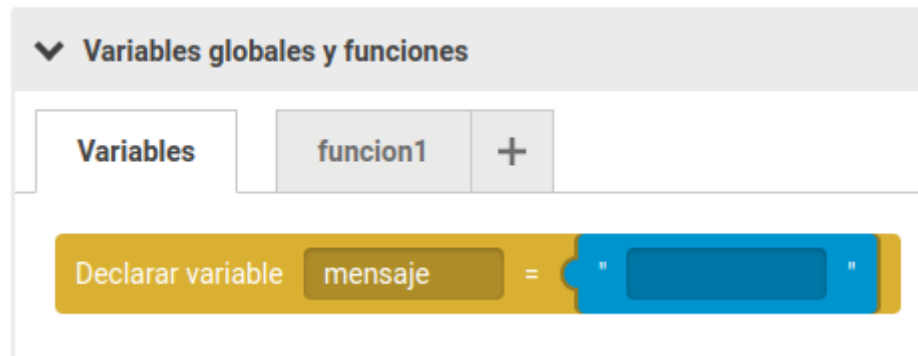 Variables globales y funciones
Variables funcion1 +
Declarar variable mensaje = " "